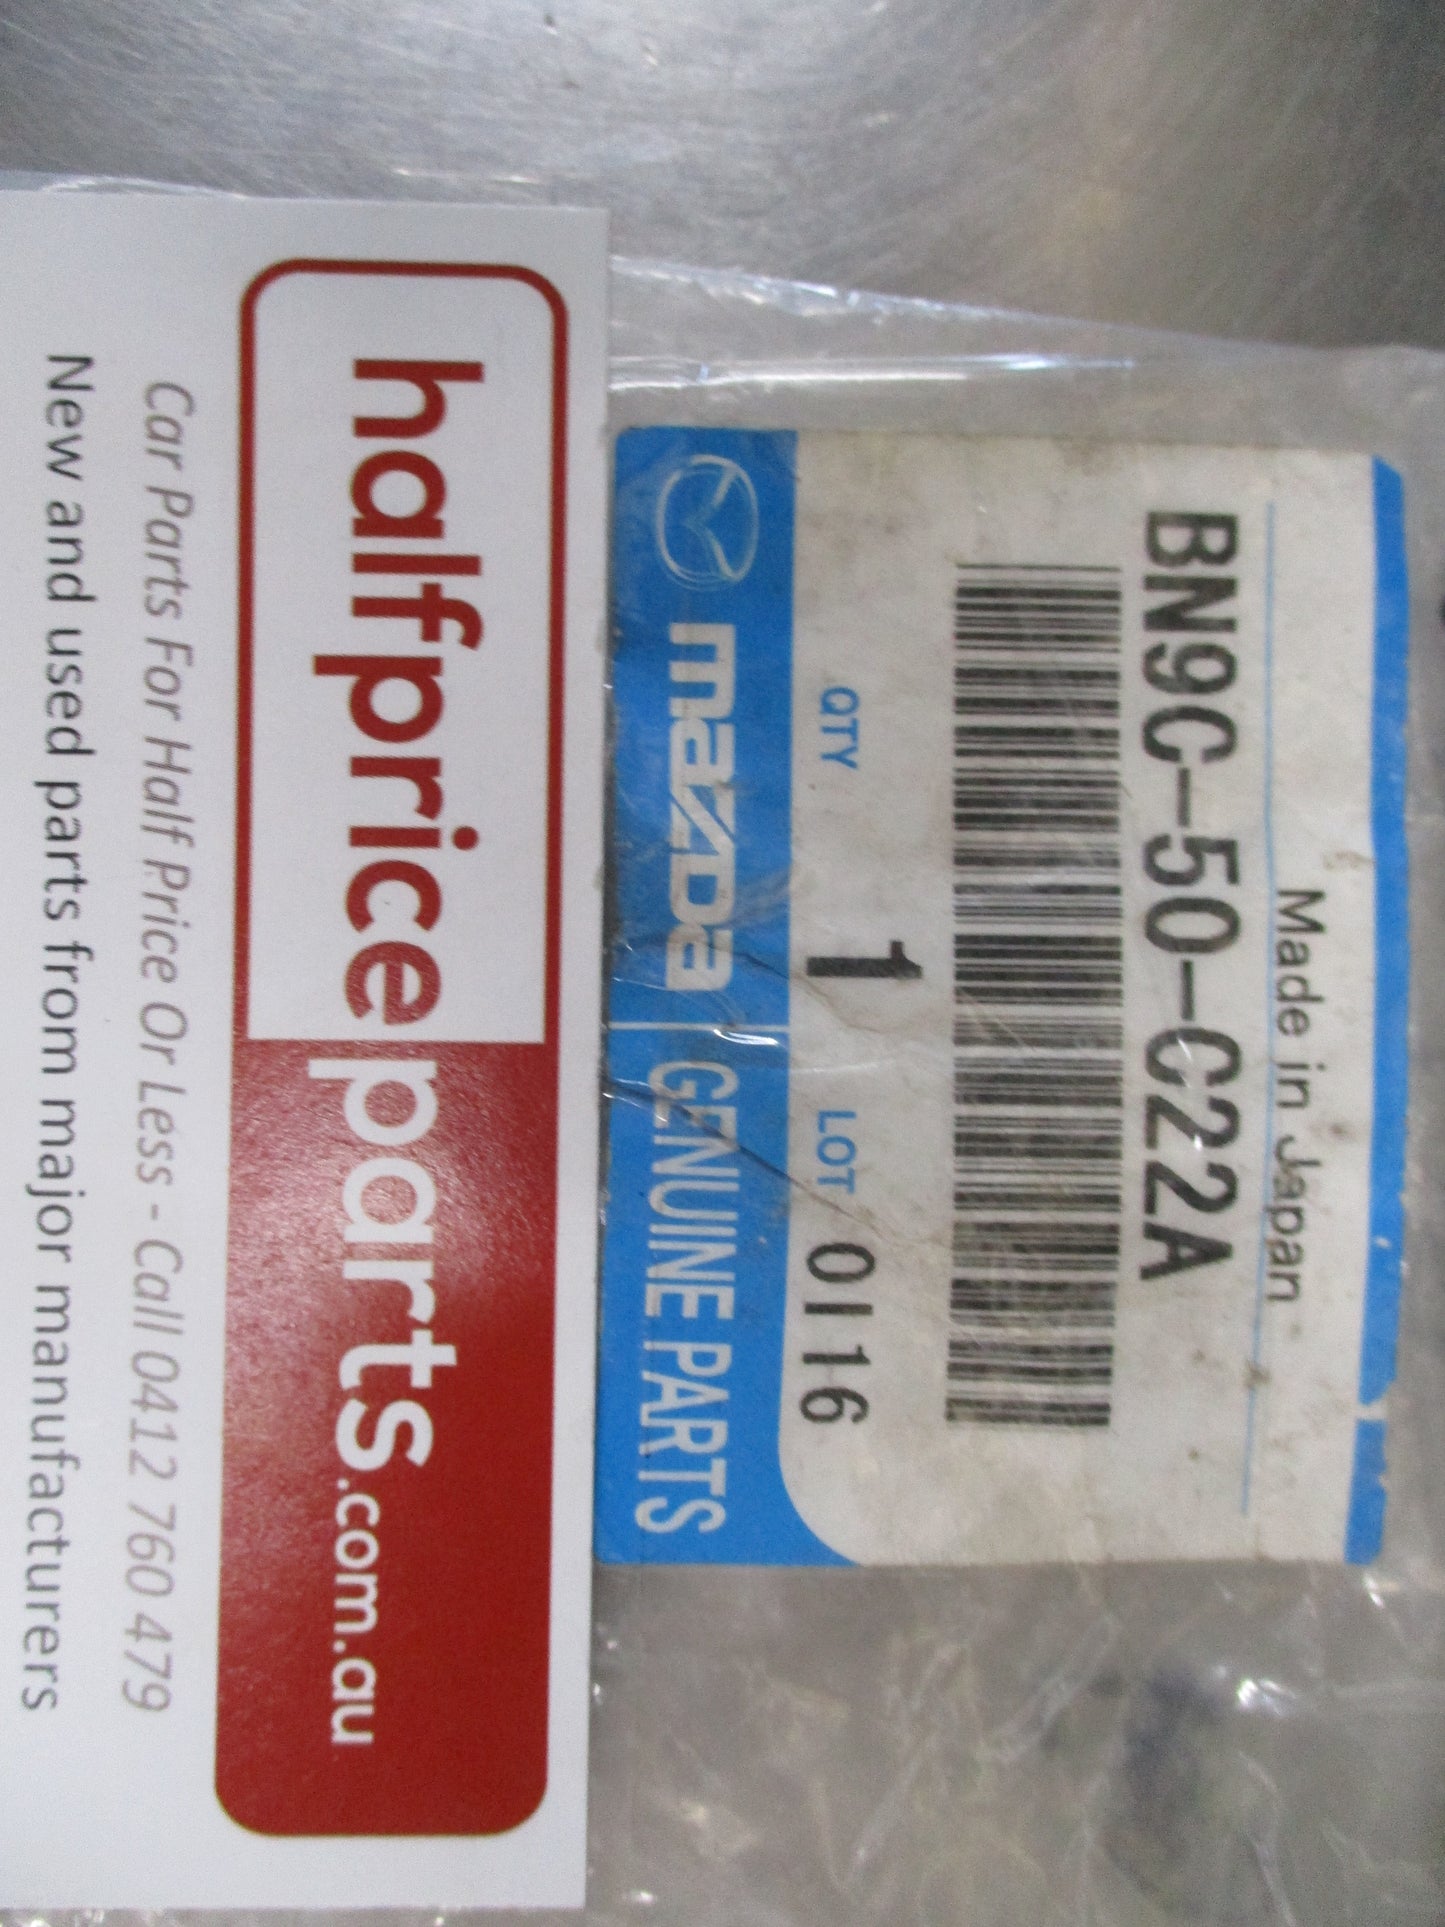 Made in Japan
BN9C-50-C22A
QTY 1 LOT 0116
mazda GENUINE PARTS
halfpriceparts.com.au
Car Parts For Half Price Or Less - Call 0412 760 479
New and used parts from major manufacturers